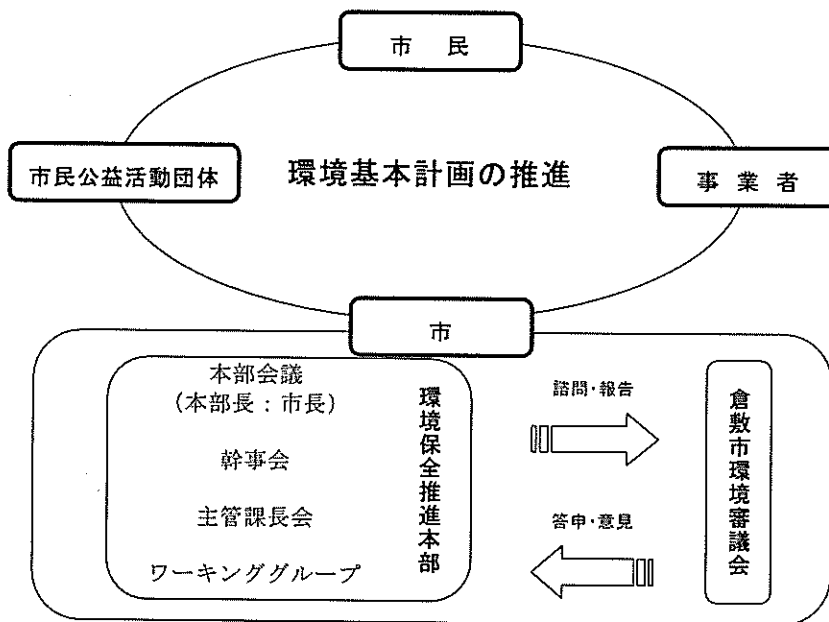 市 民
市民公益活動団体
環境基本計画の推進
事 業 者
市
本部会議
(本部長：市長)
幹事会
主管課長会
ワーキンググループ
環境保全推進本部
諮問・報告
答申・意見
倉敷市環境審議会